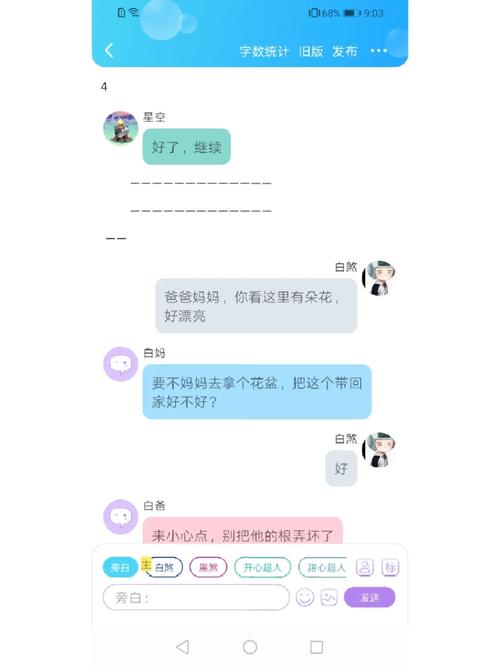 68% 9:03
字数统计 旧版 发布
4
星空
好了，继续
—————————————
—————————————
——
白煞
爸爸妈妈，你看这里有朵花，
好漂亮
白妈
要不妈妈去拿个花盆，把这个带回
家好不好？
白煞
好
白爸
来小心点，别把他的根弄坏了
旁白 主 白煞 黑煞 开心超人 甜心超人 标
旁白： 发送